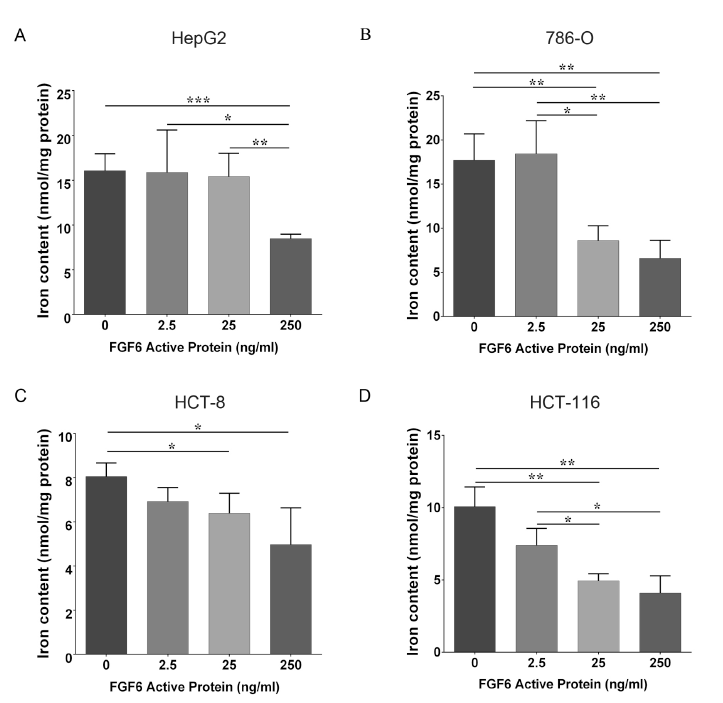 A
HepG2
Iron content (nmol/mg protein)
25
20
15
10
5
0
***
*
**
0 2.5 25 250
FGF6 Active Protein (ng/ml)
B
786-O
Iron content (nmol/mg protein)
25
20
15
10
5
0
**
**
**
*
0 2.5 25 250
FGF6 Active Protein (ng/ml)
C
HCT-8
Iron content (nmol/mg protein)
10
8
6
4
2
0
*
*
0 2.5 25 250
FGF6 Active Protein (ng/ml)
D
HCT-116
Iron content (nmol/mg protein)
15
10
5
0
**
**
*
*
0 2.5 25 250
FGF6 Active Protein (ng/ml)